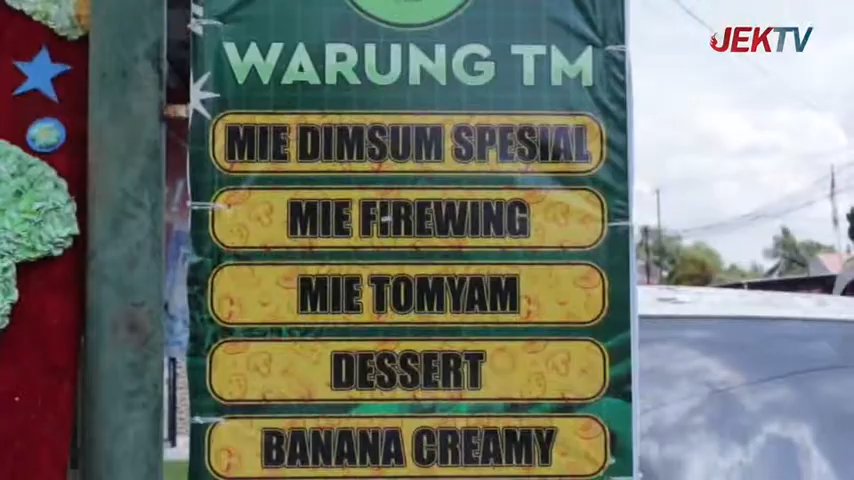 JEKTV
WARUNG TM
MIE DIMSUM SPESIAL
MIE FIREWING
MIE TOMYAM
DESSERT
BANANA CREAMY